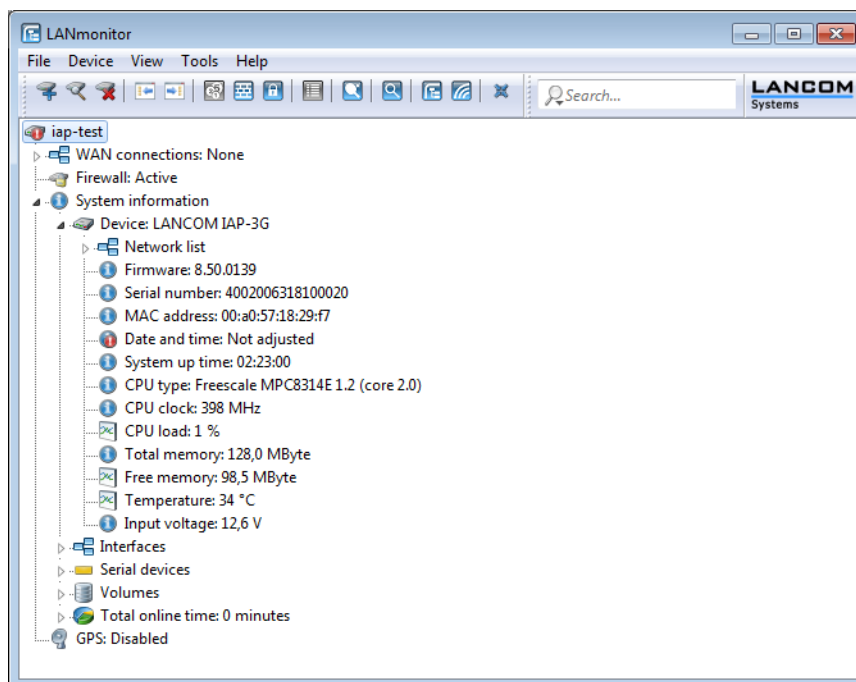 LANmonitor
File Device View Tools Help
Search...
LANCOM
Systems
iap-test
WAN connections: None
Firewall: Active
System information
Device: LANCOM IAP-3G
Network list
Firmware: 8.50.0139
Serial number: 4002006318100020
MAC address: 00:a0:57:18:29:f7
Date and time: Not adjusted
System up time: 02:23:00
CPU type: Freescale MPC8314E 1.2 (core 2.0)
CPU clock: 398 MHz
CPU load: 1 %
Total memory: 128,0 MByte
Free memory: 98,5 MByte
Temperature: 34 °C
Input voltage: 12,6 V
Interfaces
Serial devices
Volumes
Total online time: 0 minutes
GPS: Disabled